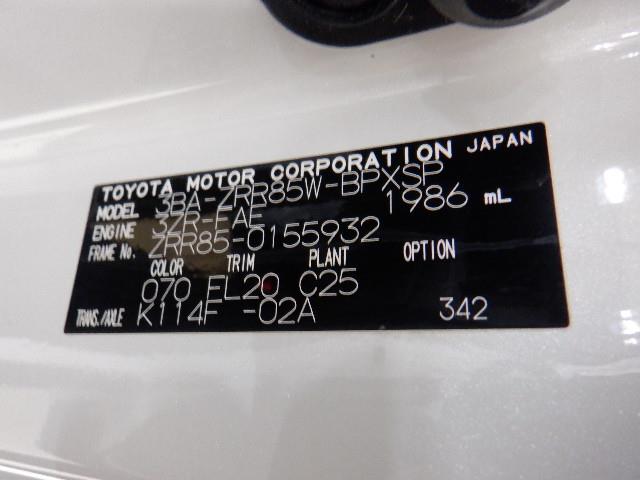 TOYOTA MOTOR CORPORATION JAPAN
MODEL 3BA-ZRR85W-BPXSP
ENGINE 3ZR-FAE 1986 mL
FRAME No. ZRR85-0155932
COLOR TRIM PLANT OPTION
070 FL20 C25
TRANS./AXLE K114F -02A 342